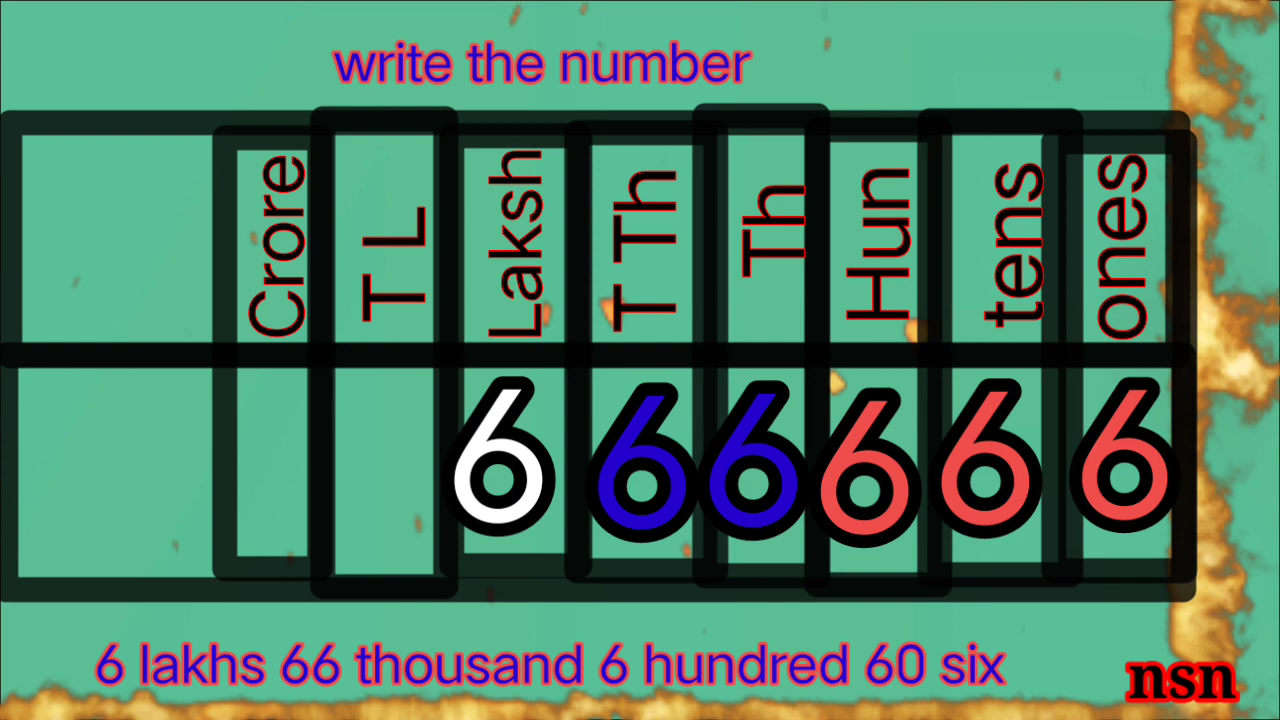 write the number
Crore T L Laksh T Th Th Hun tens ones
6 6 6 6 6 6
6 lakhs 66 thousand 6 hundred 60 six
nsn